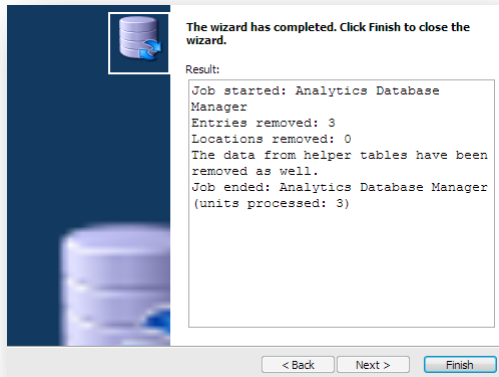 The wizard has completed. Click Finish to close the
wizard.
Result:
Job started: Analytics Database
Manager
Entries removed: 3
Locations removed: 0
The data from helper tables have been
removed as well.
Job ended: Analytics Database Manager
(units processed: 3)
< Back
Next >
Finish